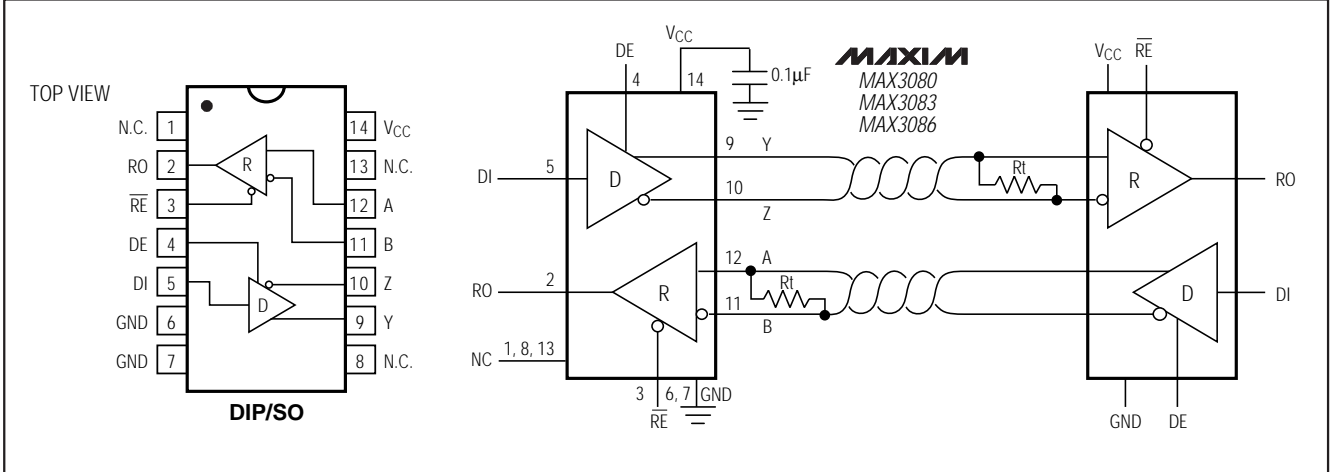 TOP VIEW
N.C. 1
RO 2
RE 3
DE 4
DI 5
GND 6
GND 7
14 VCC
13 N.C.
12 A
11 B
10 Z
9 Y
8 N.C.
R
D
DIP/SO
DE
4
VCC
14
0.1µF
MAXIM
MAX3080
MAX3083
MAX3086
DI 5
D
9 Y
10
Z
Rt
RO 2
R
12 A
Rt
11
B
NC 1, 8, 13
3
RE
6, 7 GND
VCC RE
R
RO
D
DI
GND DE